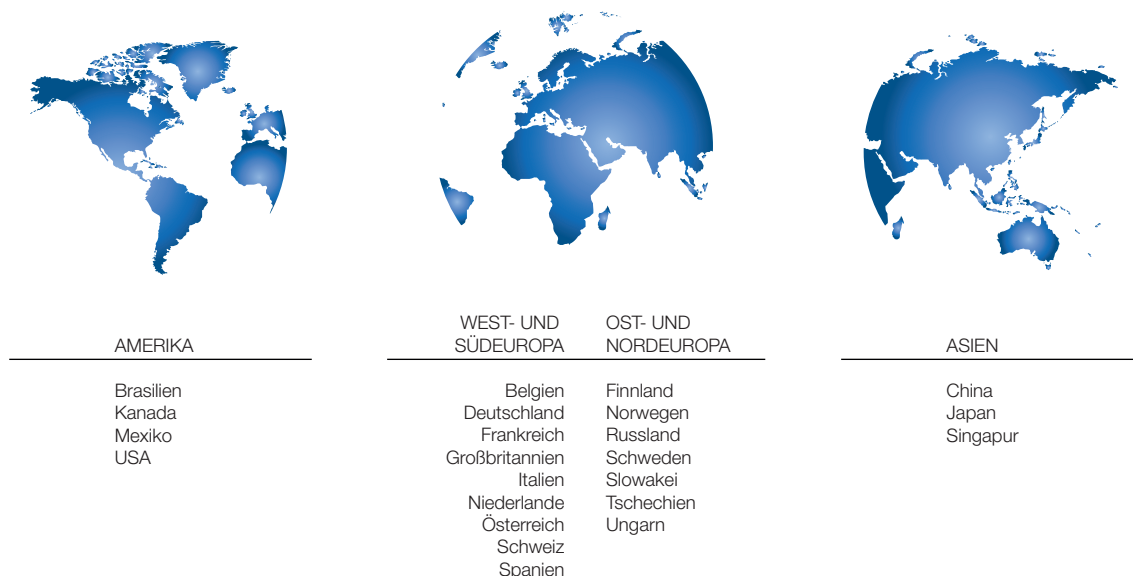 AMERIKA
Brasilien
Kanada
Mexiko
USA
WEST- UND
SÜDEUROPA
Belgien
Deutschland
Frankreich
Großbritannien
Italien
Niederlande
Österreich
Schweiz
Spanien
OST- UND
NORDEUROPA
Finnland
Norwegen
Russland
Schweden
Slowakei
Tschechien
Ungarn
ASIEN
China
Japan
Singapur